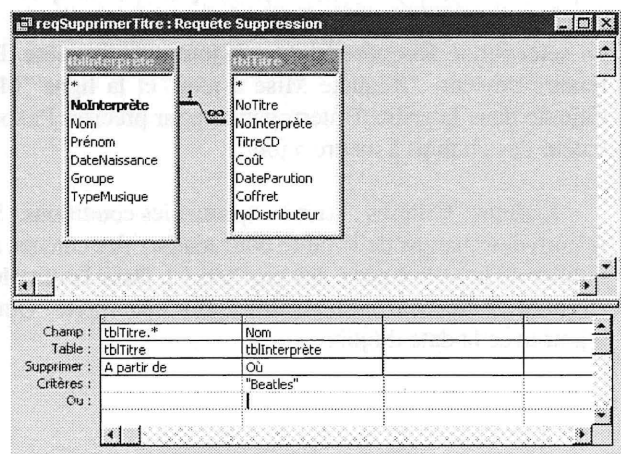 reqSupprimerTitre : Requête Suppression
tblInterprète
*
NoInterprète
Nom
Prénom
DateNaissance
Groupe
TypeMusique
1
∞
tblTitre
*
NoTitre
NoInterprète
TitreCD
Coût
DateParution
Coffret
NoDistributeur
Champ : tblTitre.* Nom
Table : tblTitre tblInterprète
Supprimer : A partir de Où
Critères : "Beatles"
Ou :